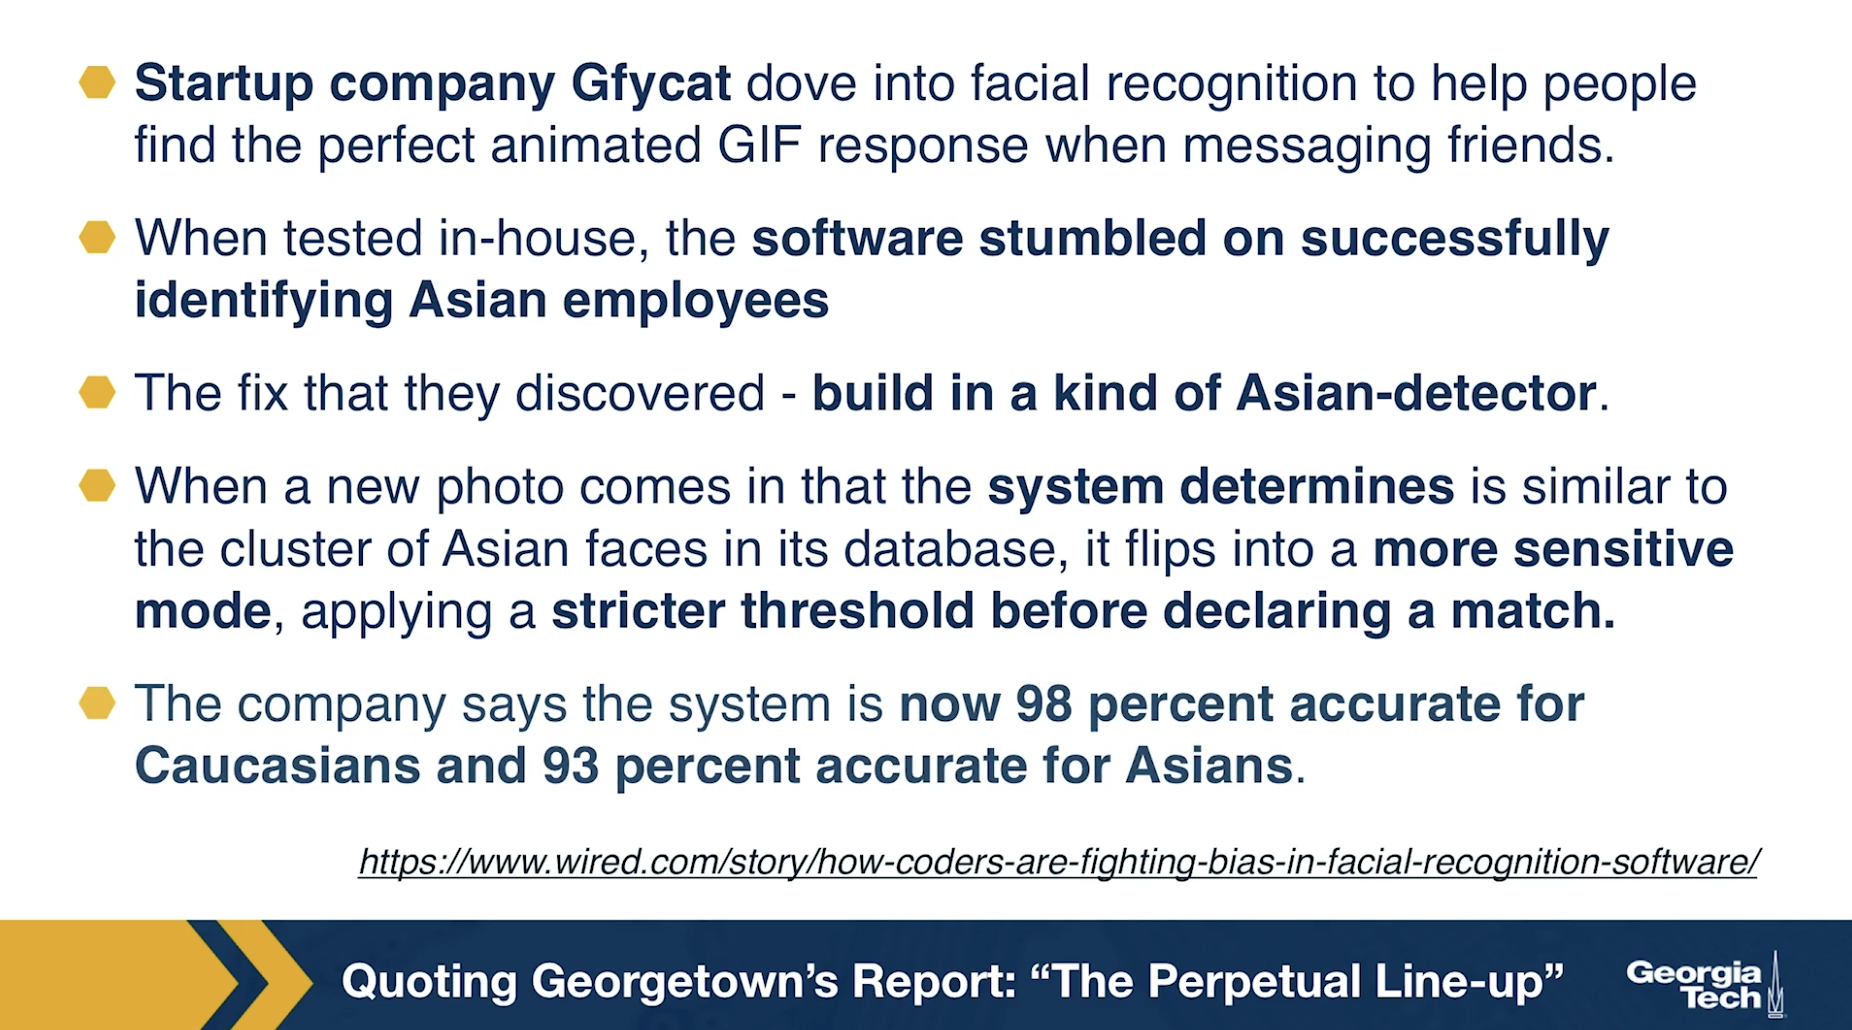 Startup company Gfycat dove into facial recognition to help people
find the perfect animated GIF response when messaging friends.
When tested in-house, the software stumbled on successfully
identifying Asian employees
The fix that they discovered - build in a kind of Asian-detector.
When a new photo comes in that the system determines is similar to
the cluster of Asian faces in its database, it flips into a more sensitive
mode, applying a stricter threshold before declaring a match.
The company says the system is now 98 percent accurate for
Caucasians and 93 percent accurate for Asians.
https://www.wired.com/story/how-coders-are-fighting-bias-in-facial-recognition-software/
Quoting Georgetown's Report: “The Perpetual Line-up”
Georgia
Tech